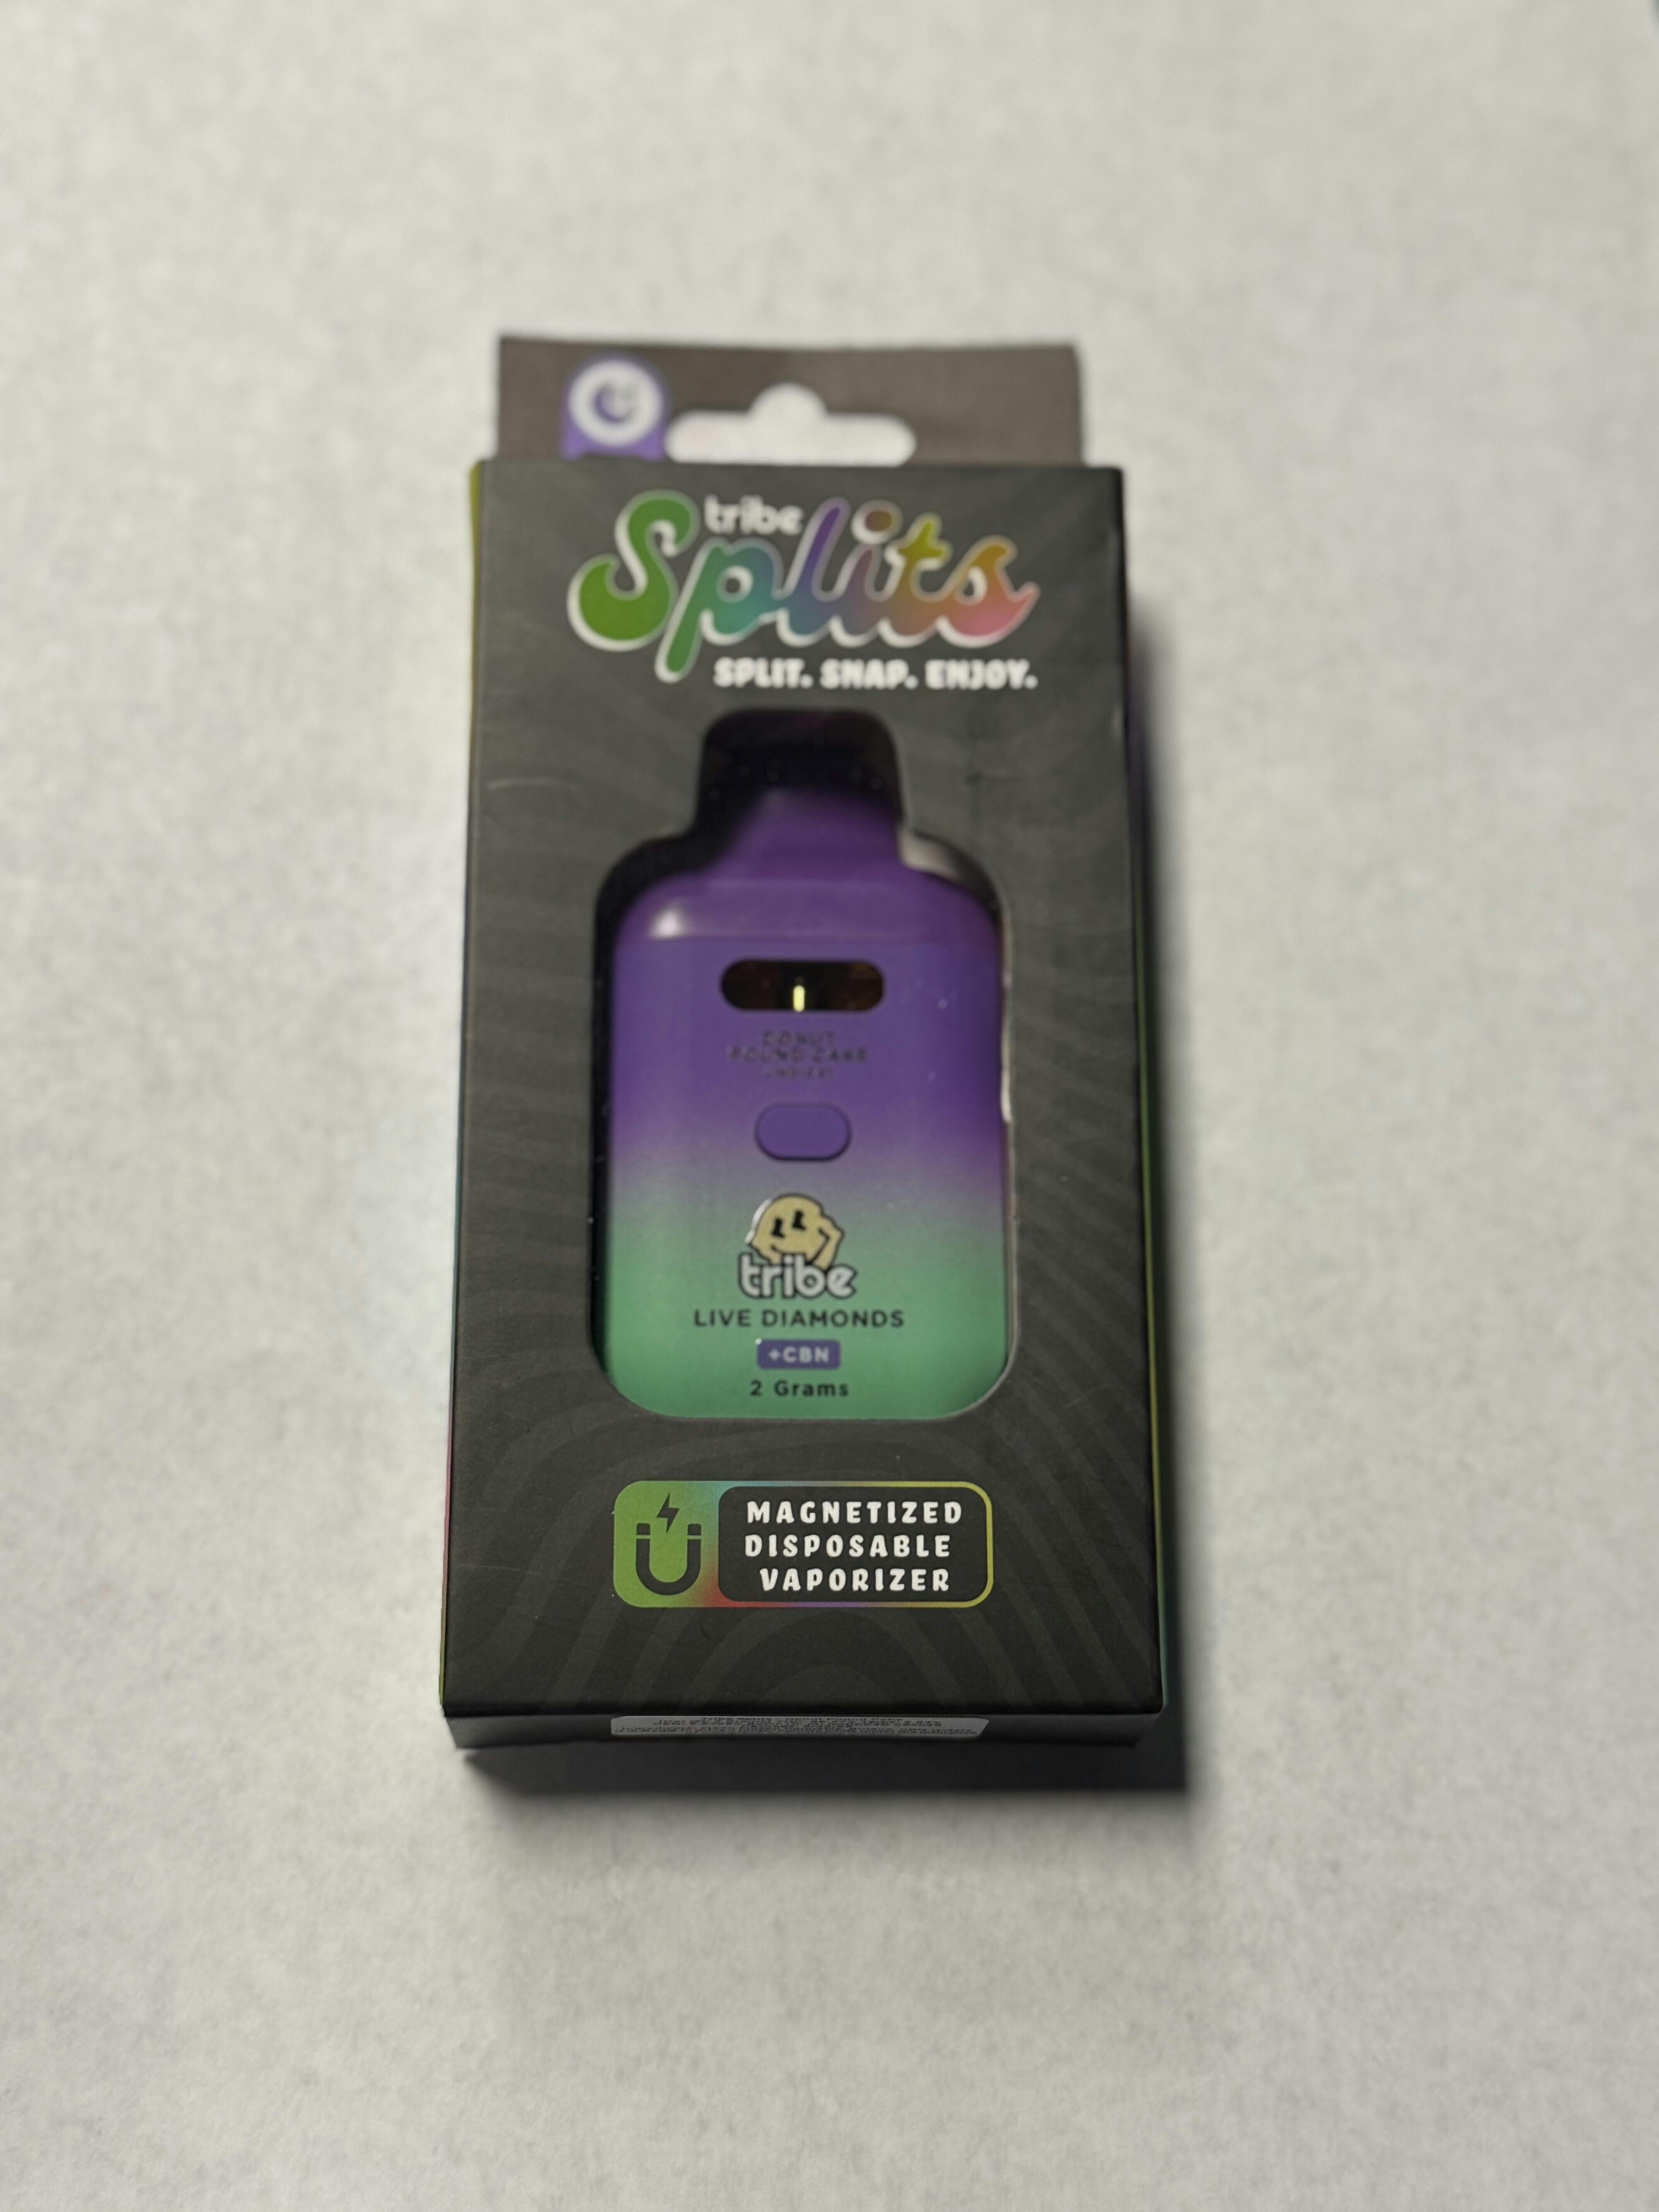 tribe
Splits
SPLIT. SNAP. ENJOY.
DONUT
POUND CAKE
tribe
LIVE DIAMONDS
+CBN
2 Grams
MAGNETIZED
DISPOSABLE
VAPORIZER